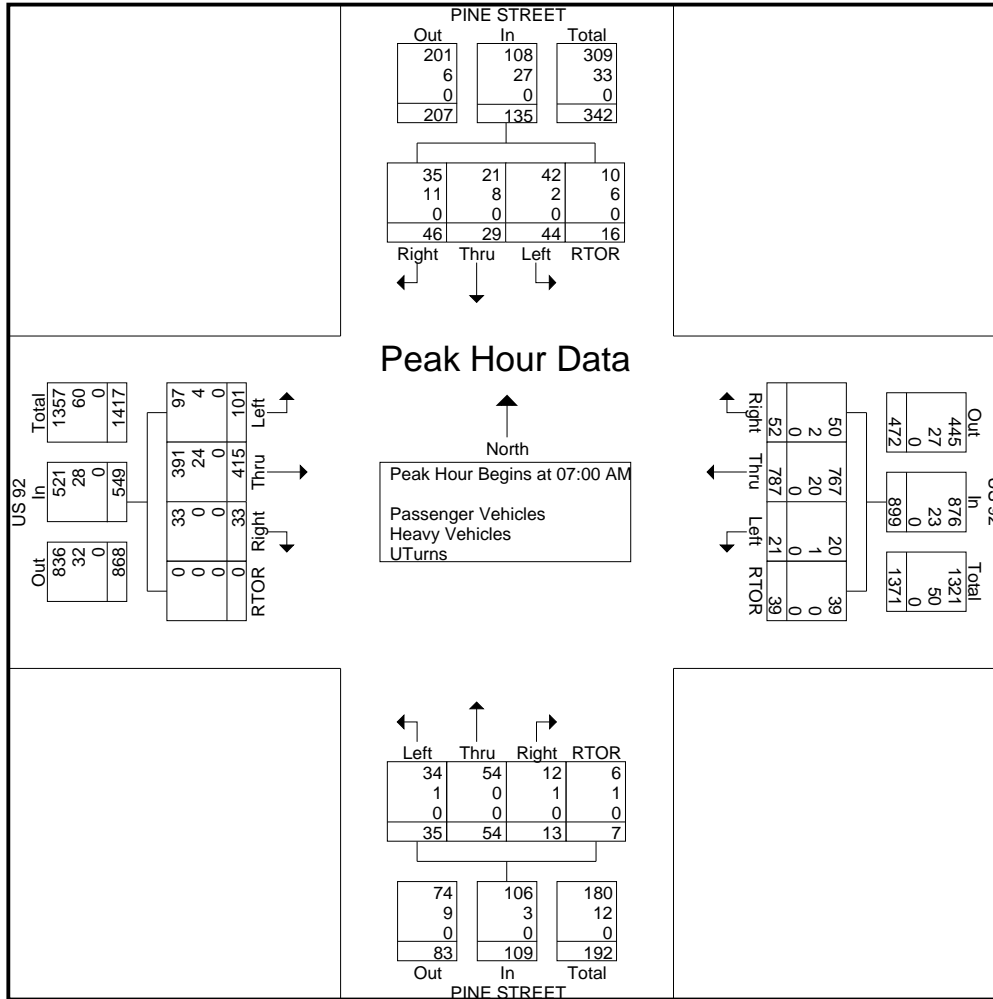 PINE STREET
Out In Total
201 108 309
6 27 33
0 0 0
207 135 342
35 21 42 10
11 8 2 6
0 0 0 0
46 29 44 16
Right Thru Left RTOR
Peak Hour Data
North
Peak Hour Begins at 07:00 AM
Passenger Vehicles
Heavy Vehicles
UTurns
US 92
Out In Total
836 521 1357
32 28 60
0 0 0
868 549 1417
RTOR Right Thru Left
0 33 391 97
0 0 24 4
0 0 0 0
0 33 415 101
Out In Total
445 876 1321
27 23 50
0 0 0
472 899 1371
50 767 20 39
2 20 1 0
0 0 0 0
52 787 21 39
Right Thru Left RTOR
Left Thru Right RTOR
34 54 12 6
1 0 1 1
0 0 0 0
35 54 13 7
74 106 180
9 3 12
0 0 0
83 109 192
Out In Total
PINE STREET